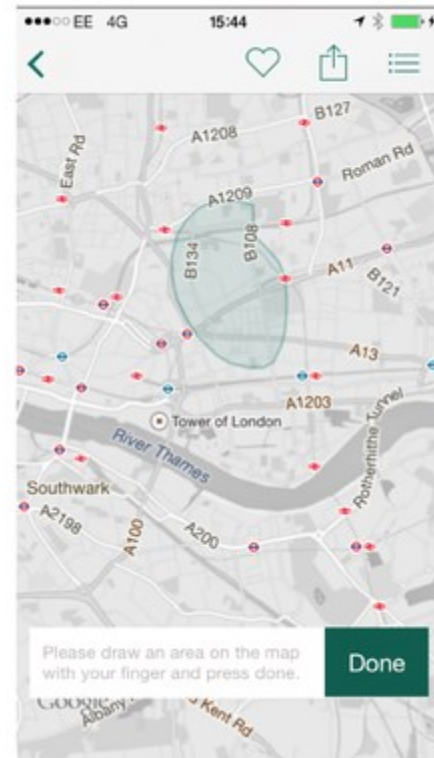 EE 4G 15:44
B127
A1208
East Rd
Roman Rd
A1209
B134
B108
A11
B121
A13
A1203
Tower of London
River Thames
Rotherhithe Tunnel
Southwark
A2198
A100
A200
Please draw an area on the map
with your finger and press done.
Done
Google
Albany
Kent Rd